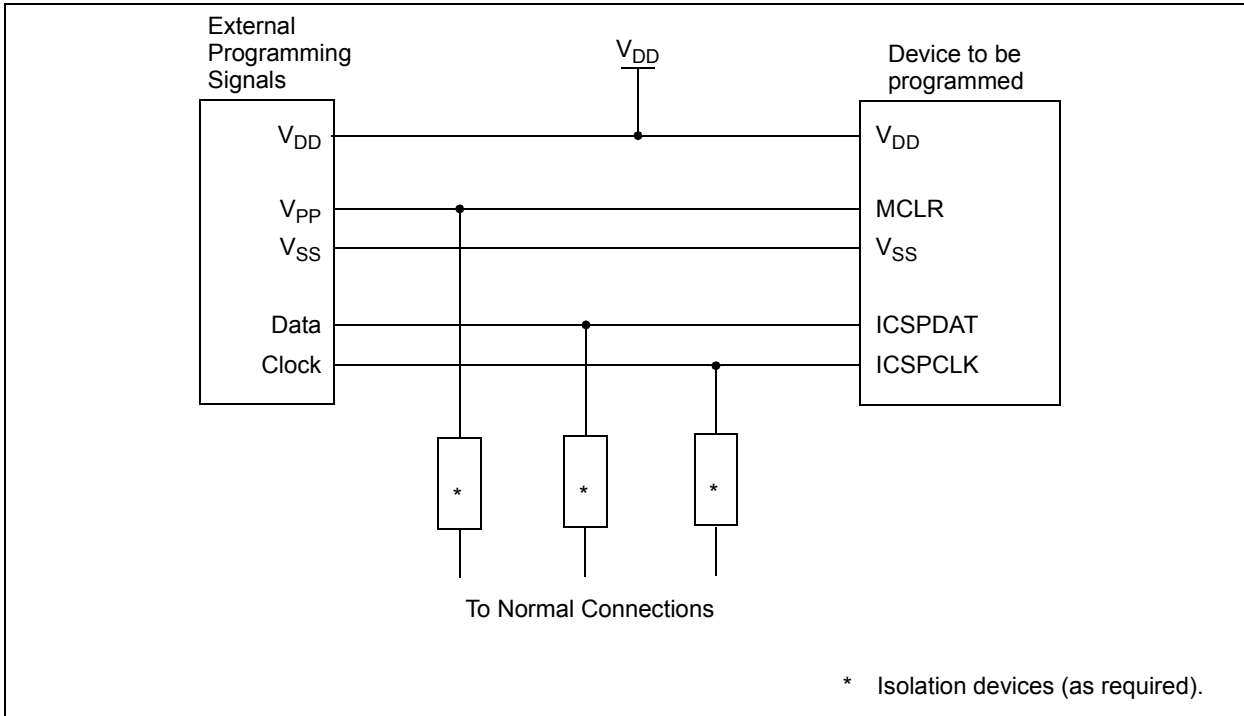 External
Programming
Signals
VDD
Device to be
programmed
VDD
VDD
VPP
MCLR
VSS
VSS
Data
ICSPDAT
Clock
ICSPCLK
*
*
*
To Normal Connections
* Isolation devices (as required).